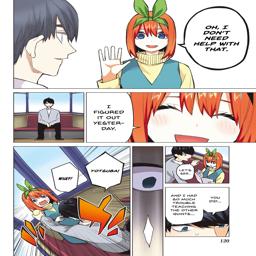 OH, I
DON'T
NEED
HELP WITH
THAT.
I
FIGURED
IT OUT
YESTER-
DAY.
LET'S
SEE.
YOU
DID...
AND I HAD
SO MUCH
TROUBLE
TEACHING
THE OTHER
QUINTS...
YOTSUBA!
WHAT?
120